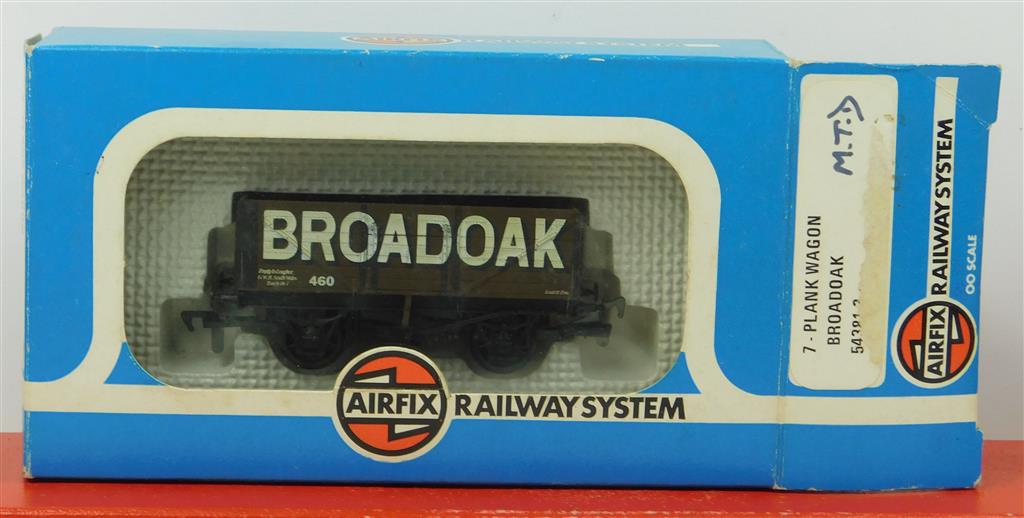 BROADOAK
460
AIRFIX RAILWAY SYSTEM
M.T.D
7-PLANK WAGON
BROADOAK
AIRFIX RAILWAY SYSTEM
OO SCALE